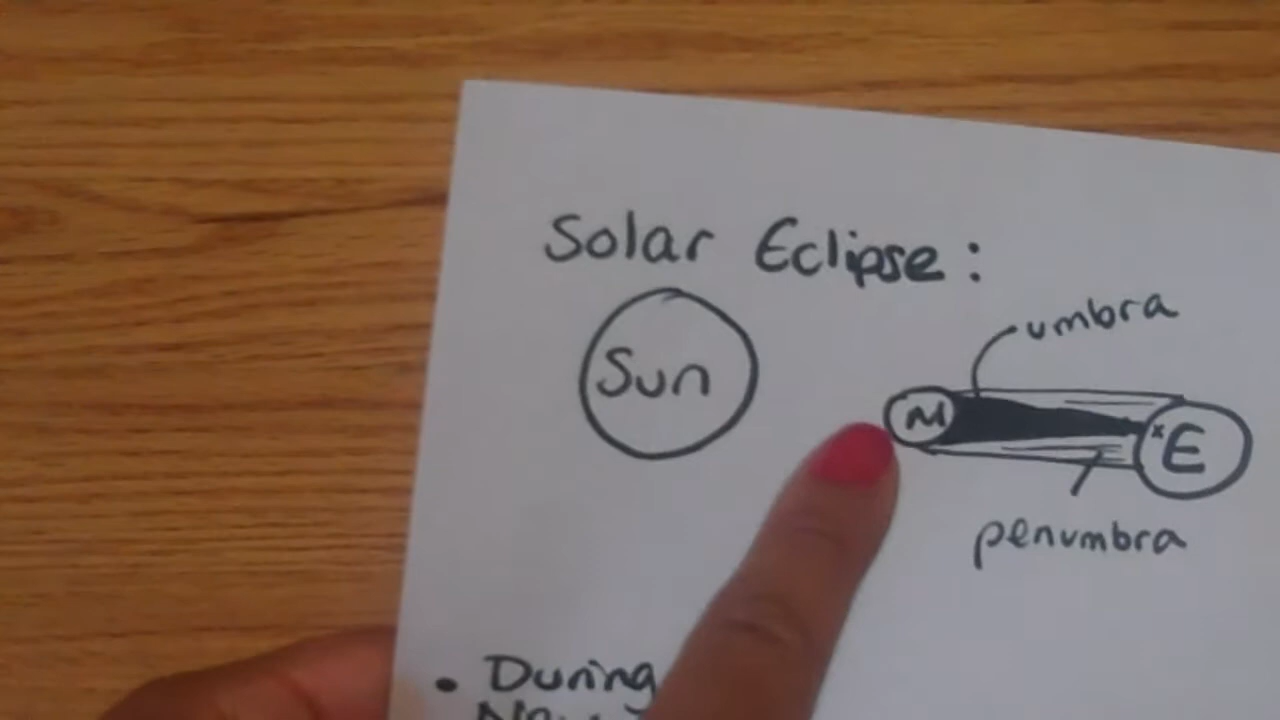 Solar Eclipse:
umbra
Sun
M
x
E
penumbra
• During